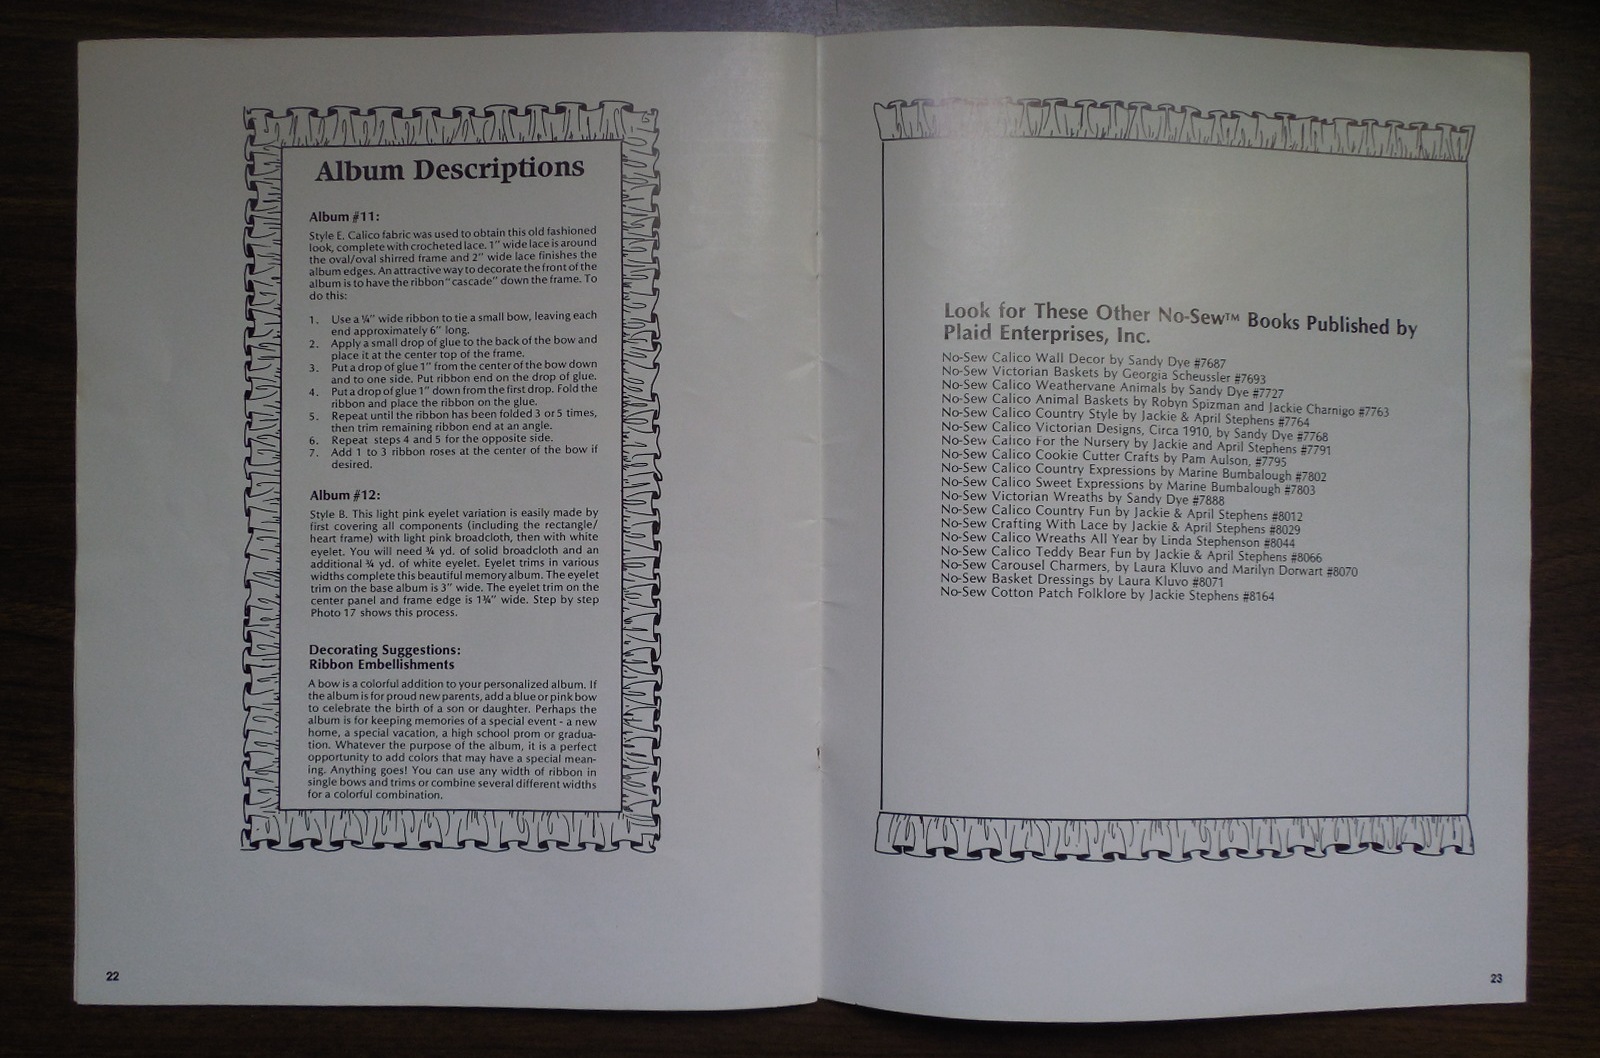 Album Descriptions
Album #11:
Style E. Calico fabric was used to obtain this old fashioned
look, complete with crocheted lace. 1" wide lace is around
the oval/oval shirred frame and 2" wide lace finishes the
album edges. An attractive way to decorate the front of the
album is to have the ribbon "cascade" down the frame. To
do this:
1. Use a ¼" wide ribbon to tie a small bow, leaving each
end approximately 6" long.
2. Apply a small drop of glue to the back of the bow and
place it at the center top of the frame.
3. Put a drop of glue 1" from the center of the bow down
and to one side. Put ribbon end on the drop of glue.
4. Put a drop of glue 1" down from the first drop. Fold the
ribbon and place the ribbon on the glue.
5. Repeat until the ribbon has been folded 3 or 5 times,
then trim remaining ribbon end at an angle.
6. Repeat steps 4 and 5 for the opposite side.
7. Add 1 to 3 ribbon roses at the center of the bow if
desired.
Album #12:
Style B. This light pink eyelet variation is easily made by
first covering all components (including the rectangle/
heart frame) with light pink broadcloth, then with white
eyelet. You will need ¾ yd. of solid broadcloth and an
additional ¾ yd. of white eyelet. Eyelet trims in various
widths complete this beautiful memory album. The eyelet
trim on the base album is 3" wide. The eyelet trim on the
center panel and frame edge is 1¾" wide. Step by step
Photo 17 shows this process.
Decorating Suggestions:
Ribbon Embellishments
A bow is a colorful addition to your personalized album. If
the album is for proud new parents, add a blue or pink bow
to celebrate the birth of a son or daughter. Perhaps the
album is for keeping memories of a special event - a new
home, a special vacation, a high school prom or gradua-
tion. Whatever the purpose of the album, it is a perfect
opportunity to add colors that may have a special mean-
ing. Anything goes! You can use any width of ribbon in
single bows and trims or combine several different widths
for a colorful combination.
22
Look for These Other No-Sew™ Books Published by
Plaid Enterprises, Inc.
No-Sew Calico Wall Decor by Sandy Dye #7687
No-Sew Victorian Baskets by Georgia Scheussler #7693
No-Sew Calico Weathervane Animals by Sandy Dye #7727
No-Sew Calico Animal Baskets by Robyn Spizman and Jackie Charnigo #7763
No-Sew Calico Country Style by Jackie & April Stephens #7764
No-Sew Calico Victorian Designs, Circa 1910, by Sandy Dye #7768
No-Sew Calico For the Nursery by Jackie and April Stephens #7791
No-Sew Calico Cookie Cutter Crafts by Pam Aulson, #7795
No-Sew Calico Country Expressions by Marine Bumbalough #7802
No-Sew Calico Sweet Expressions by Marine Bumbalough #7803
No-Sew Victorian Wreaths by Sandy Dye #7888
No-Sew Calico Country Fun by Jackie & April Stephens #8012
No-Sew Crafting With Lace by Jackie & April Stephens #8029
No-Sew Calico Wreaths All Year by Linda Stephenson #8044
No-Sew Calico Teddy Bear Fun by Jackie & April Stephens #8066
No-Sew Carousel Charmers, by Laura Kluvo and Marilyn Dorwart #8070
No-Sew Basket Dressings by Laura Kluvo #8071
No-Sew Cotton Patch Folklore by Jackie Stephens #8164
23